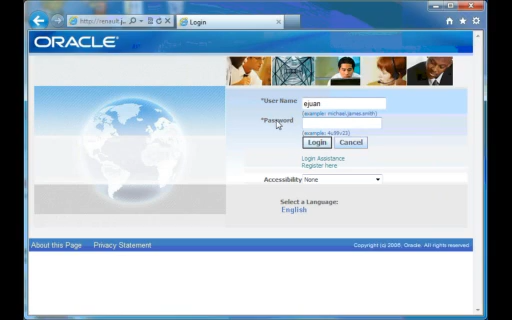 http://renault.j
Login
ORACLE
*User Name
ejuan
(example: michael.james.smith)
*Password
(example: 4u99v23)
Login
Cancel
Login Assistance
Register here
Accessibility
None
Select a Language:
English
About this Page
Privacy Statement
Copyright (c) 2006, Oracle. All rights reserved